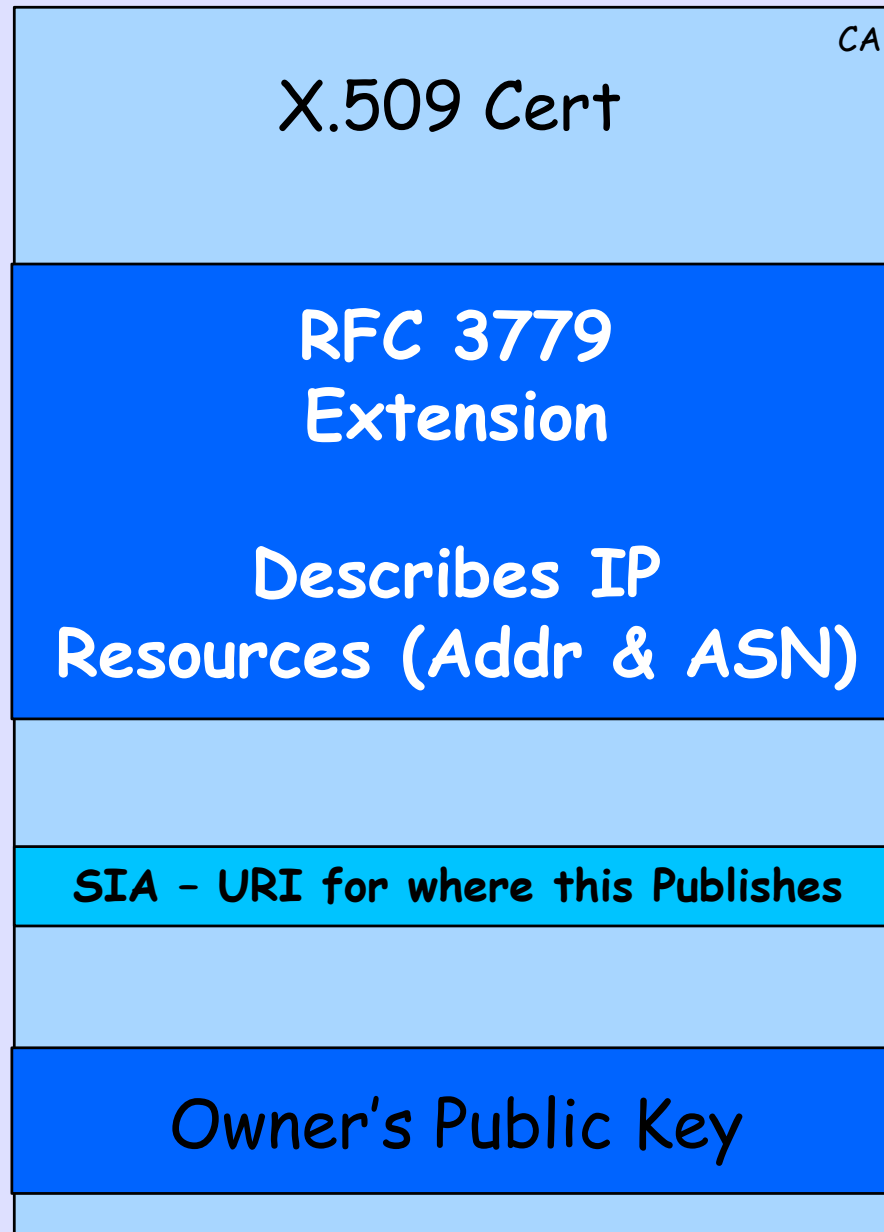 CA
X.509 Cert
RFC 3779
Extension
Describes IP
Resources (Addr & ASN)
SIA – URI for where this Publishes
Owner’s Public Key